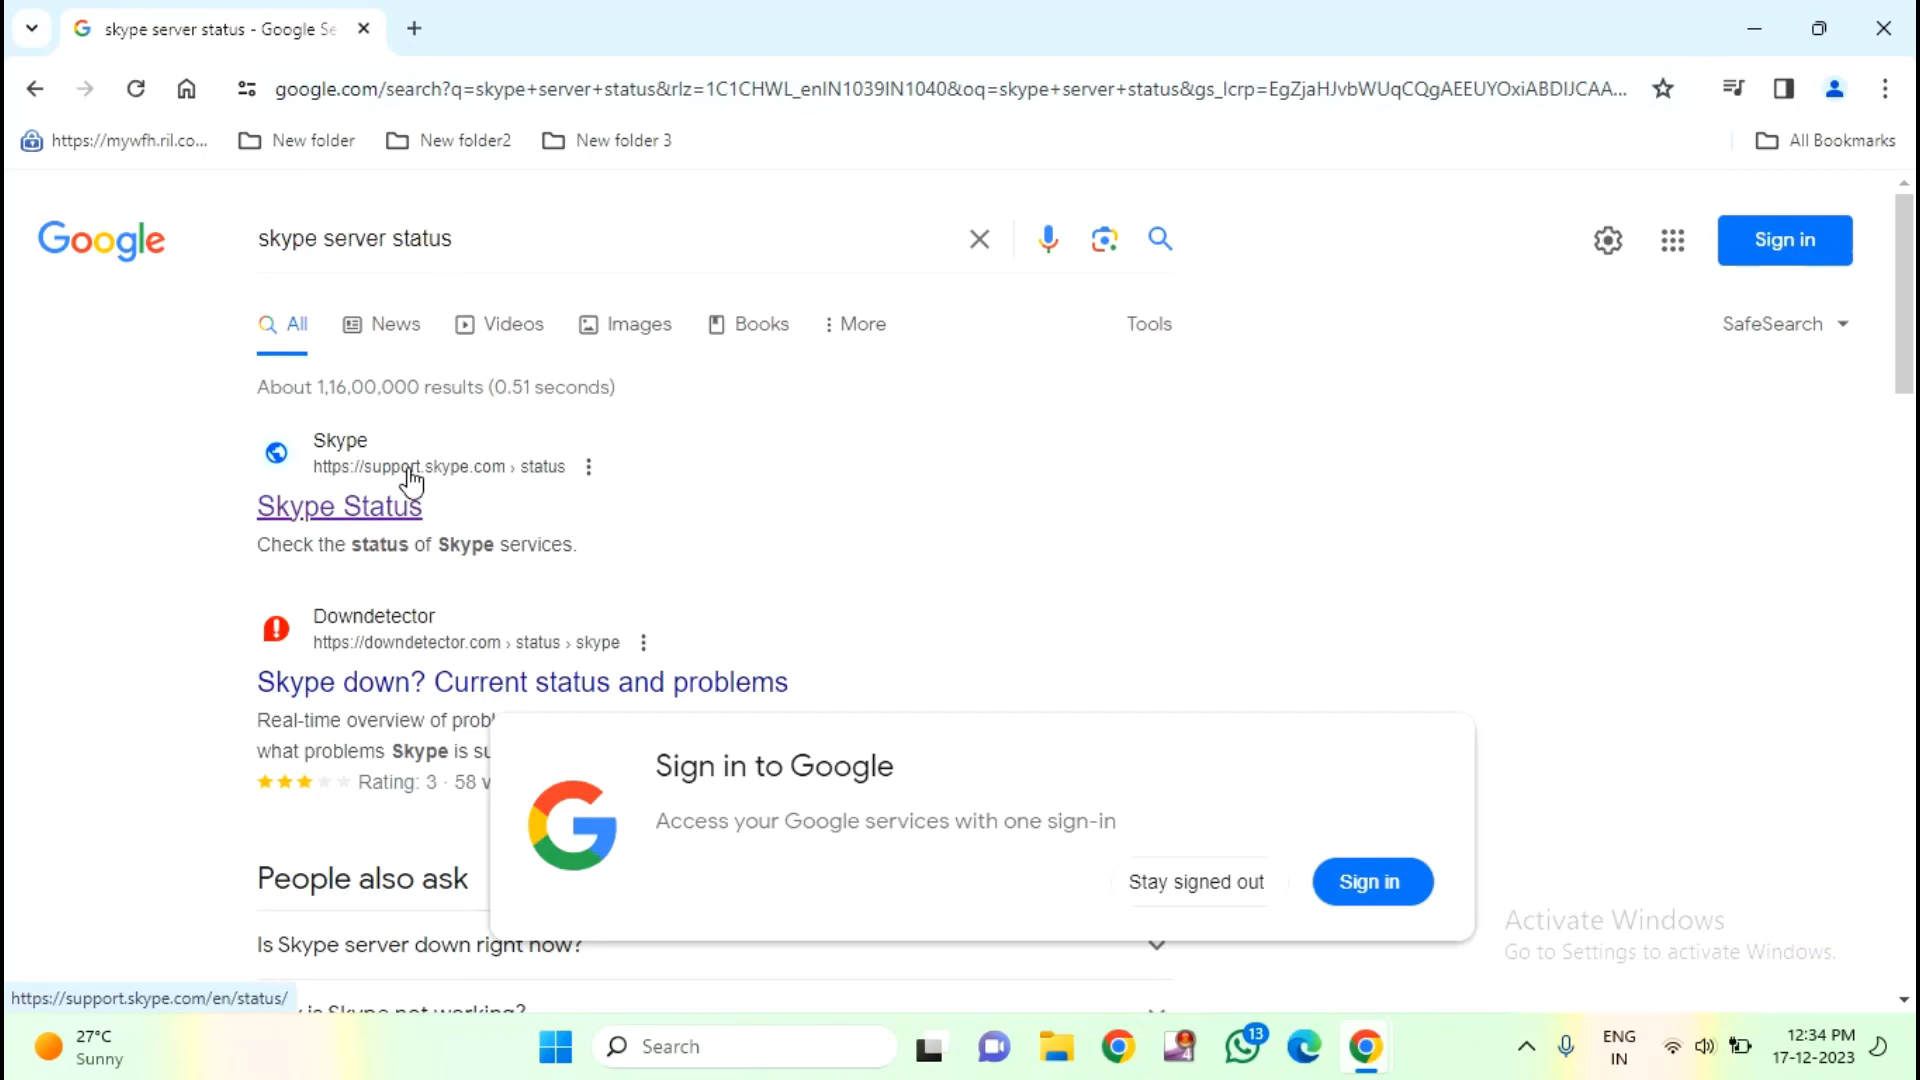 skype server status - Google Se
google.com/search?q=skype+server+status&rlz=1C1CHWL_enIN1039IN1040&oq=skype+server+status&gs_lcrp=EgZjaHJvbWUqCQgAEEUYOxiABDIJCAA...
https://mywfh.ril.co...
New folder
New folder2
New folder 3
All Bookmarks
Google
skype server status
Sign in
All
News
Videos
Images
Books
More
Tools
SafeSearch
About 1,16,00,000 results (0.51 seconds)
Skype
https://support.skype.com › status
Skype Status
Check the status of Skype services.
Downdetector
https://downdetector.com › status › skype
Skype down? Current status and problems
Real-time overview of prob
what problems Skype is su
Rating: 3 · 58 v
Sign in to Google
Access your Google services with one sign-in
Stay signed out
Sign in
People also ask
Is Skype server down right now?
is Skype not working?
Activate Windows
Go to Settings to activate Windows.
https://support.skype.com/en/status/
27°C
Sunny
Search
4
13
ENG
IN
12:34 PM
17-12-2023